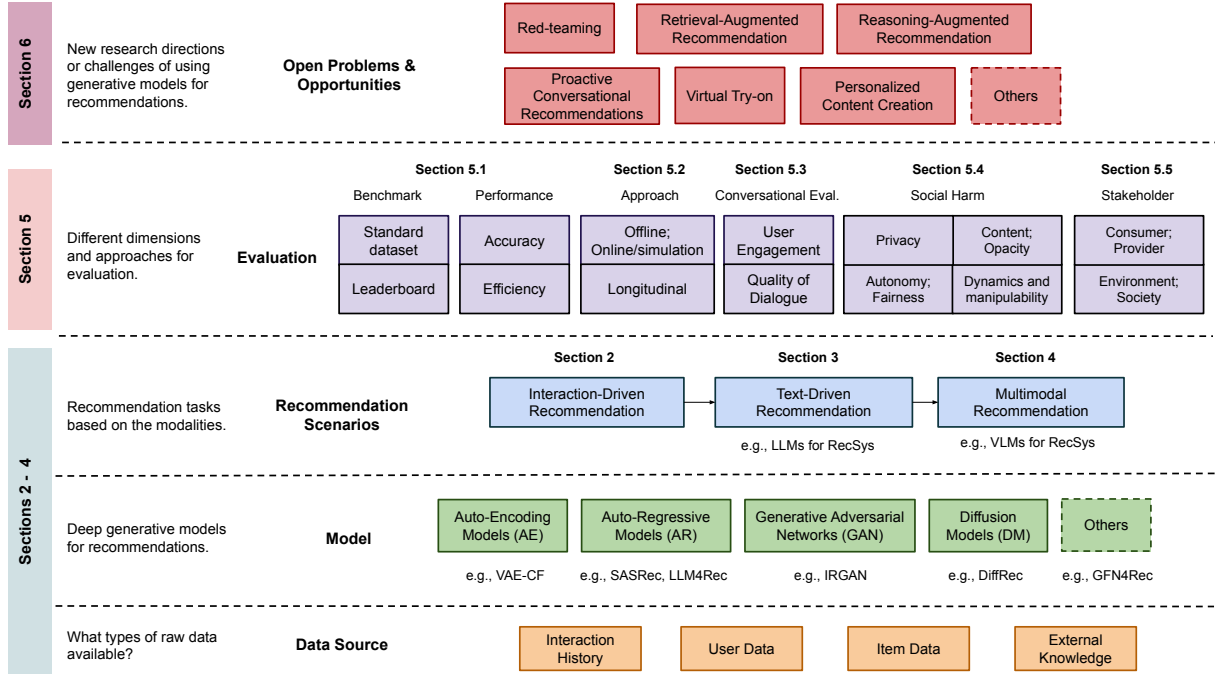 Section 6
New research directions
or challenges of using
generative models for
recommendations.
Open Problems &
Opportunities
Red-teaming
Retrieval-Augmented
Recommendation
Reasoning-Augmented
Recommendation
Proactive
Conversational
Recommendations
Virtual Try-on
Personalized
Content Creation
Others
Section 5
Different dimensions
and approaches for
evaluation.
Evaluation
Section 5.1
Section 5.2
Section 5.3
Section 5.4
Section 5.5
Benchmark
Performance
Approach
Conversational Eval.
Social Harm
Stakeholder
Standard
dataset
Accuracy
Offline;
Online/simulation
User
Engagement
Privacy
Content;
Opacity
Consumer;
Provider
Leaderboard
Efficiency
Longitudinal
Quality of
Dialogue
Autonomy;
Fairness
Dynamics and
manipulability
Environment;
Society
Sections 2 - 4
Recommendation tasks
based on the modalities.
Recommendation
Scenarios
Section 2
Section 3
Section 4
Interaction-Driven
Recommendation
Text-Driven
Recommendation
Multimodal
Recommendation
e.g., LLMs for RecSys
e.g., VLMs for RecSys
Deep generative models
for recommendations.
Model
Auto-Encoding
Models (AE)
Auto-Regressive
Models (AR)
Generative Adversarial
Networks (GAN)
Diffusion
Models (DM)
Others
e.g., VAE-CF
e.g., SASRec, LLM4Rec
e.g., IRGAN
e.g., DiffRec
e.g., GFN4Rec
What types of raw data
available?
Data Source
Interaction
History
User Data
Item Data
External
Knowledge